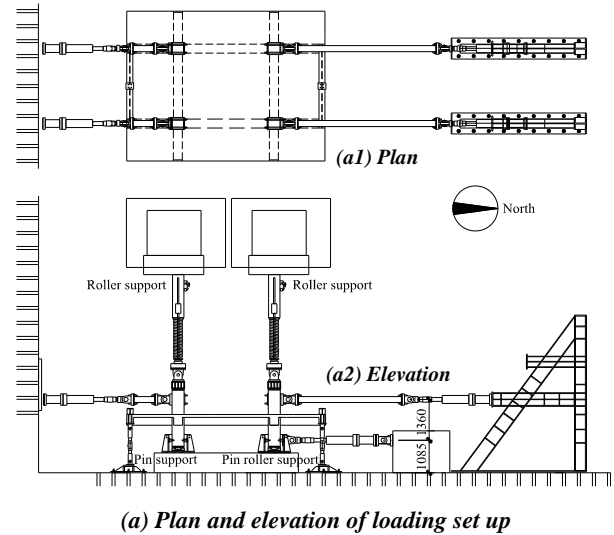 (a1) Plan
North
Roller support
Roller support
(a2) Elevation
1360
1085
Pin support
Pin roller support
(a) Plan and elevation of loading set up